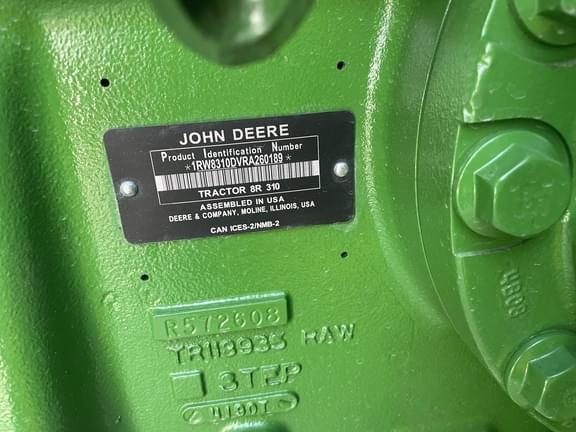 JOHN DEERE
Product Identification Number
*1RW8310DVRA260189*
TRACTOR 8R 310
ASSEMBLED IN USA
DEERE & COMPANY, MOLINE, ILLINOIS, USA
CAN ICES-2/NMB-2
R572608
RAW
3TEP